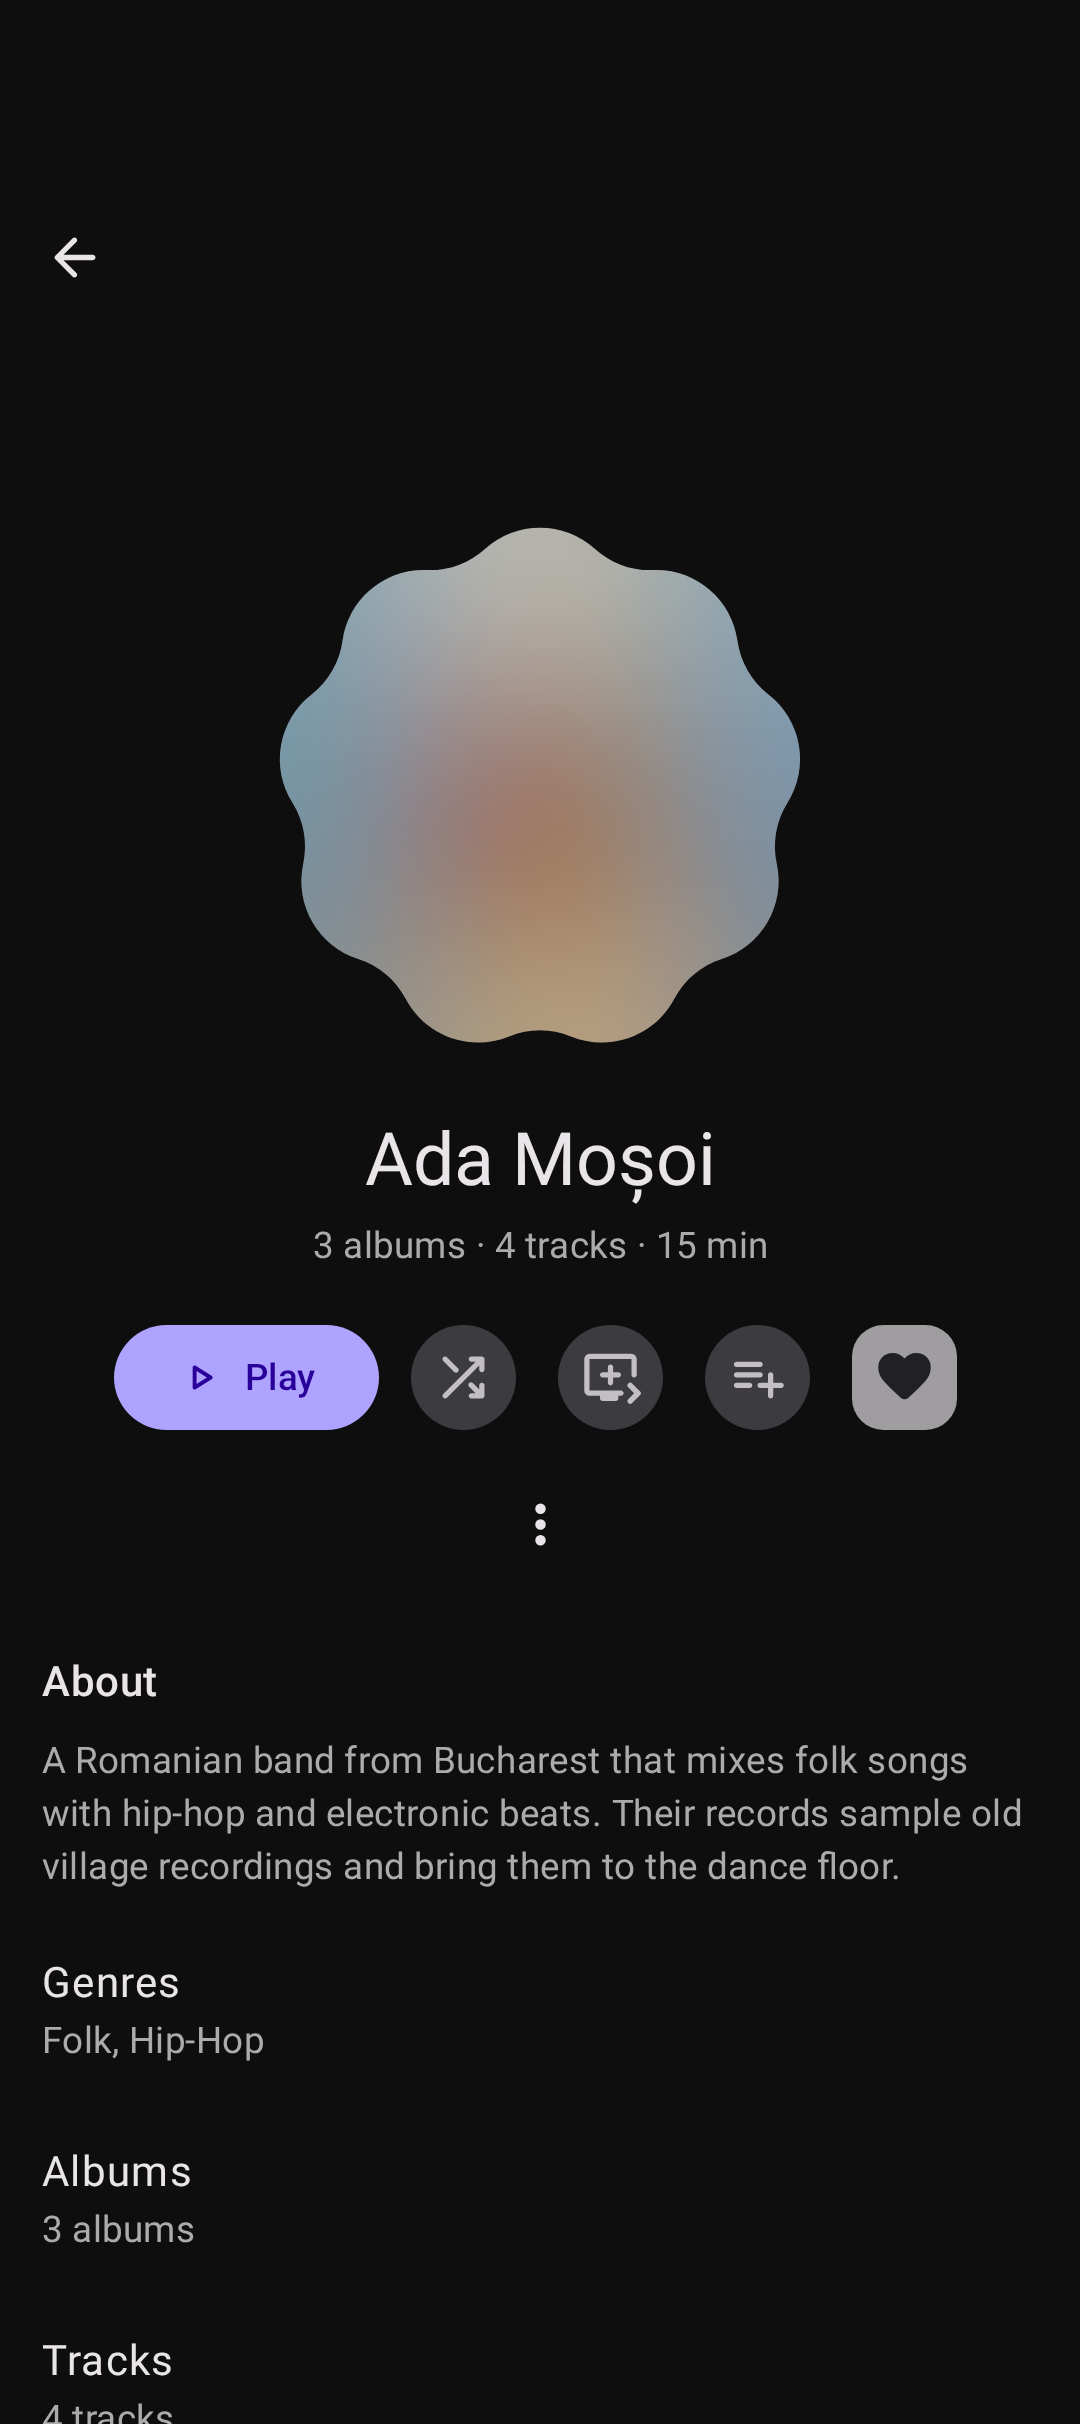 Ada Moșoi
3 albums · 4 tracks · 15 min
Play
About
A Romanian band from Bucharest that mixes folk songs
with hip-hop and electronic beats. Their records sample old
village recordings and bring them to the dance floor.
Genres
Folk, Hip-Hop
Albums
3 albums
Tracks
4 tracks